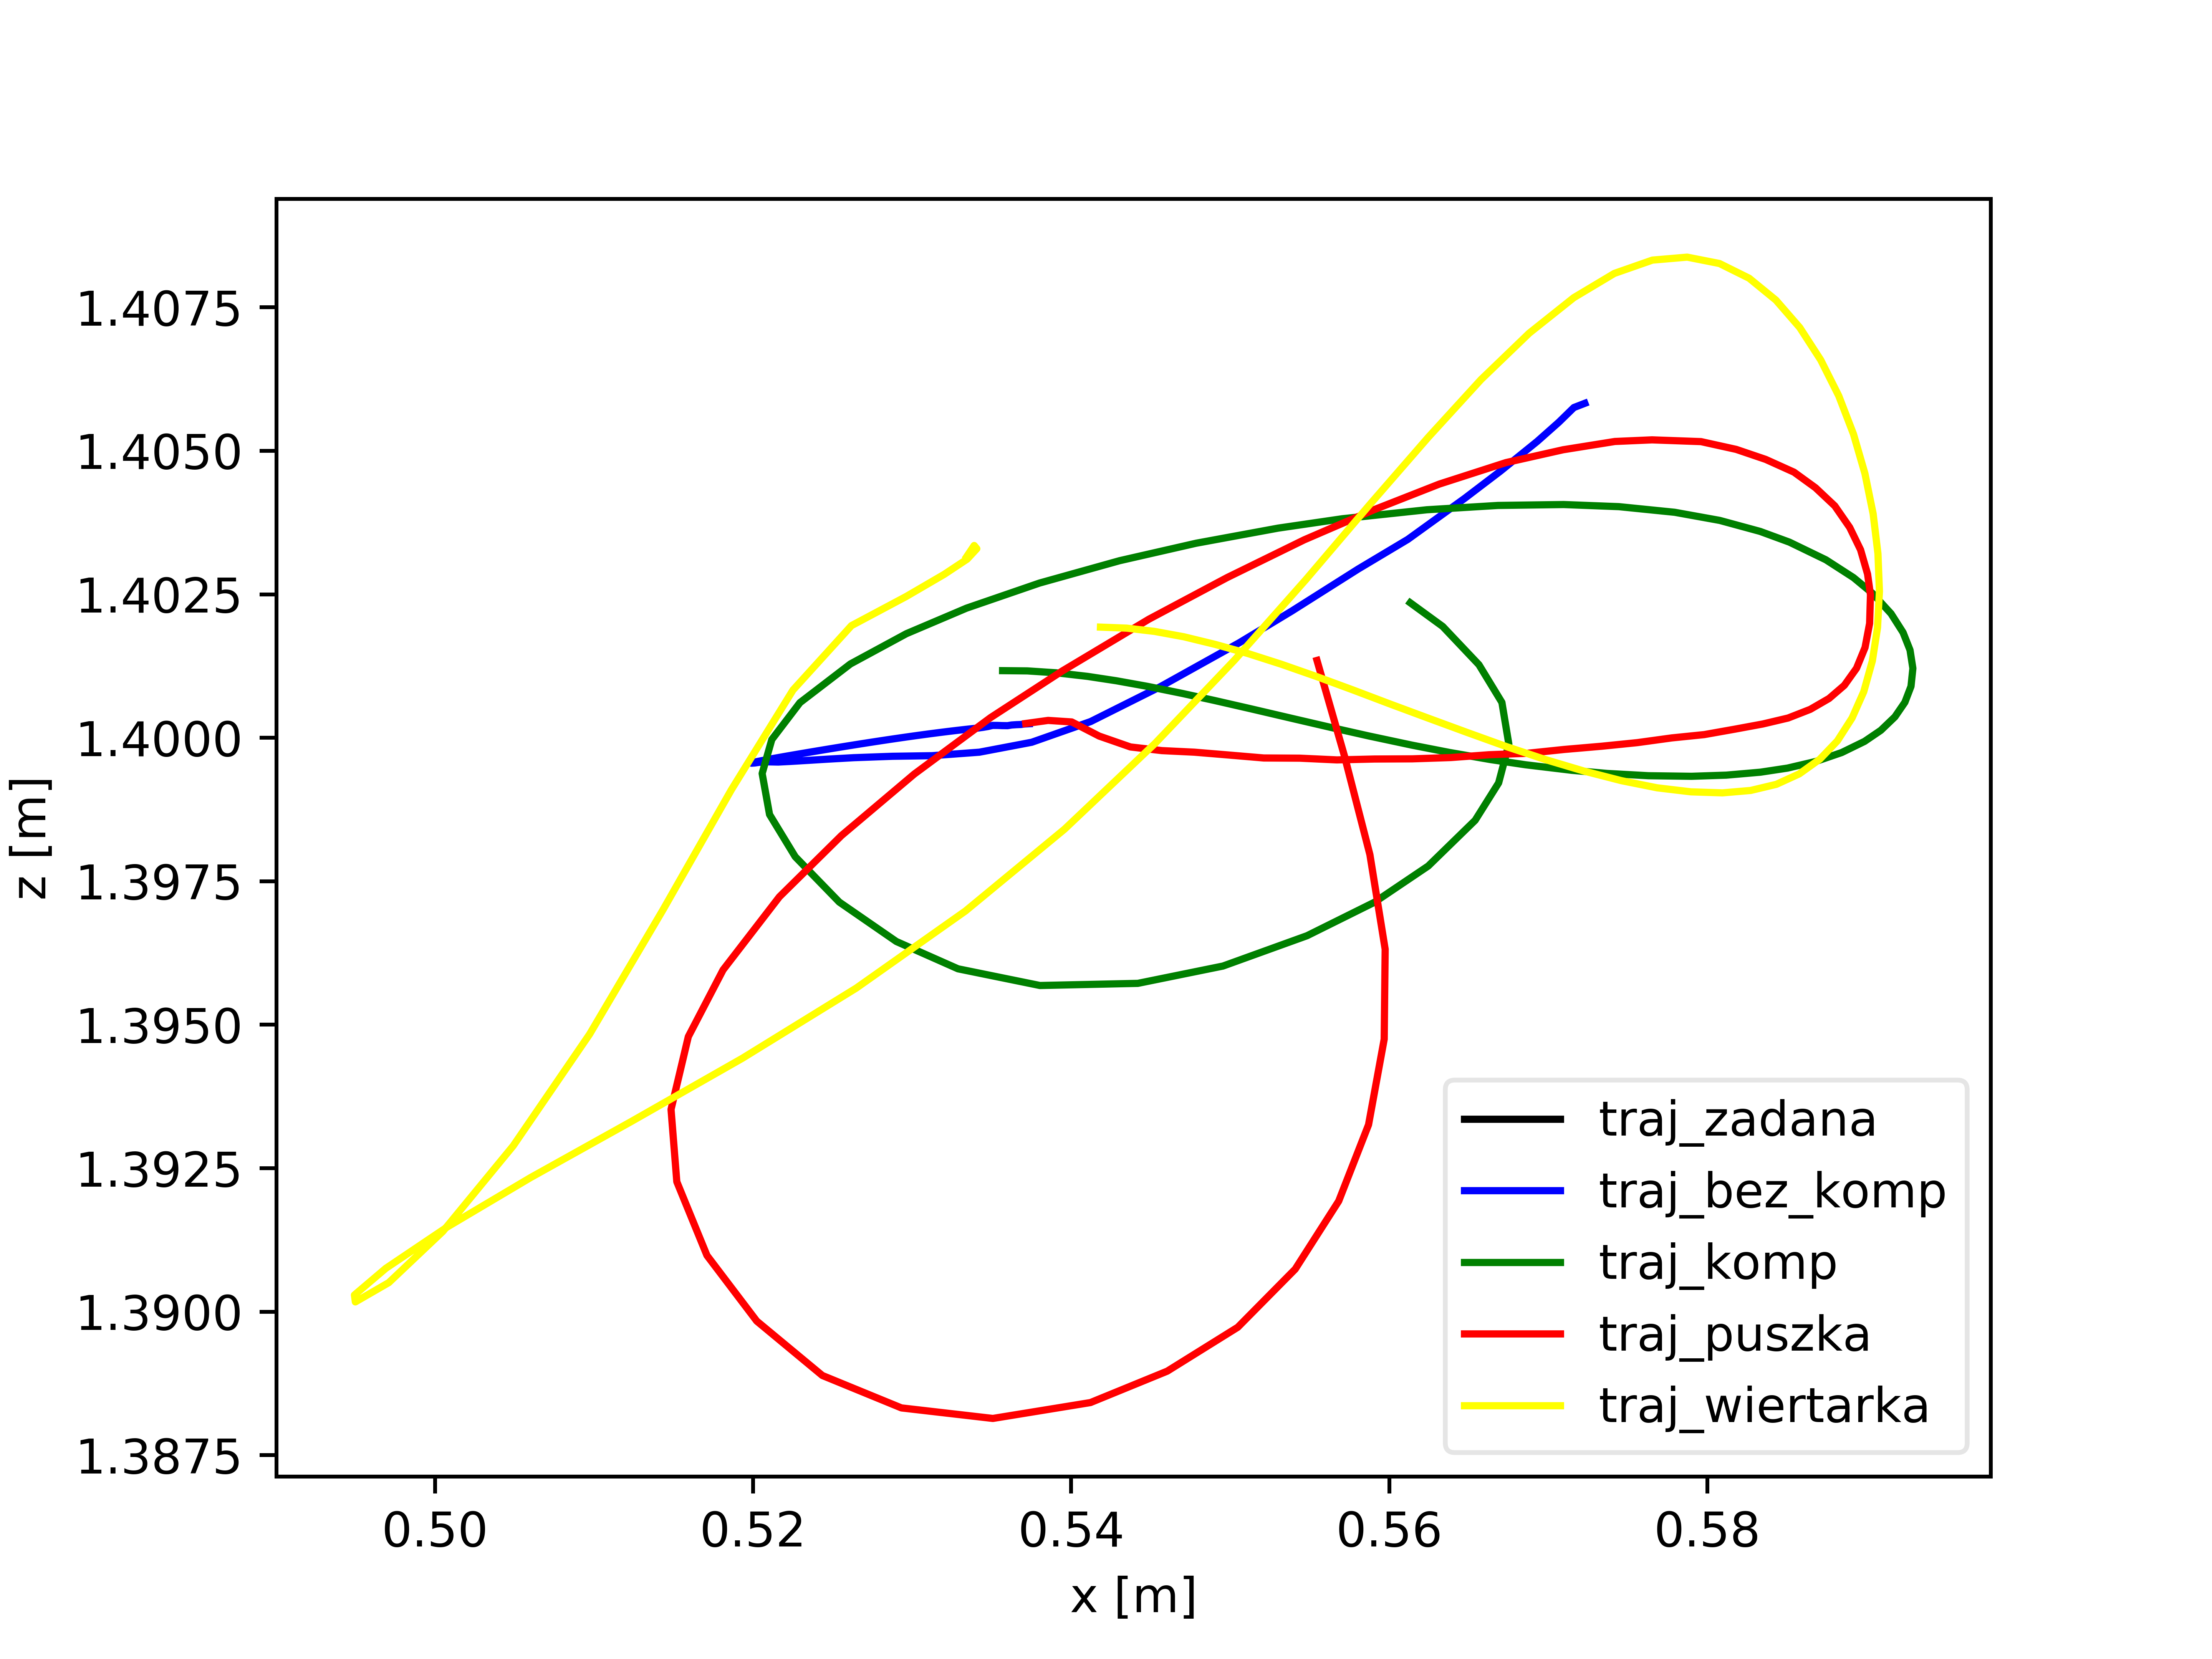 1.4075
1.4050
1.4025
1.4000
1.3975
1.3950
1.3925
1.3900
1.3875
z [m]
0.50 0.52 0.54 0.56 0.58
x [m]
traj_zadana
traj_bez_komp
traj_komp
traj_puszka
traj_wiertarka